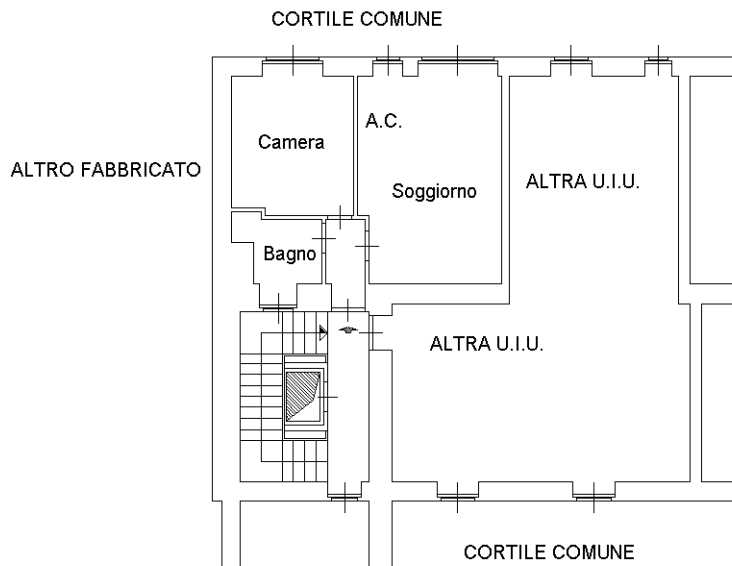 CORTILE COMUNE
A.C.
Camera
ALTRO FABBRICATO
ALTRA U.I.U.
Soggiorno
Bagno
ALTRA U.I.U.
CORTILE COMUNE